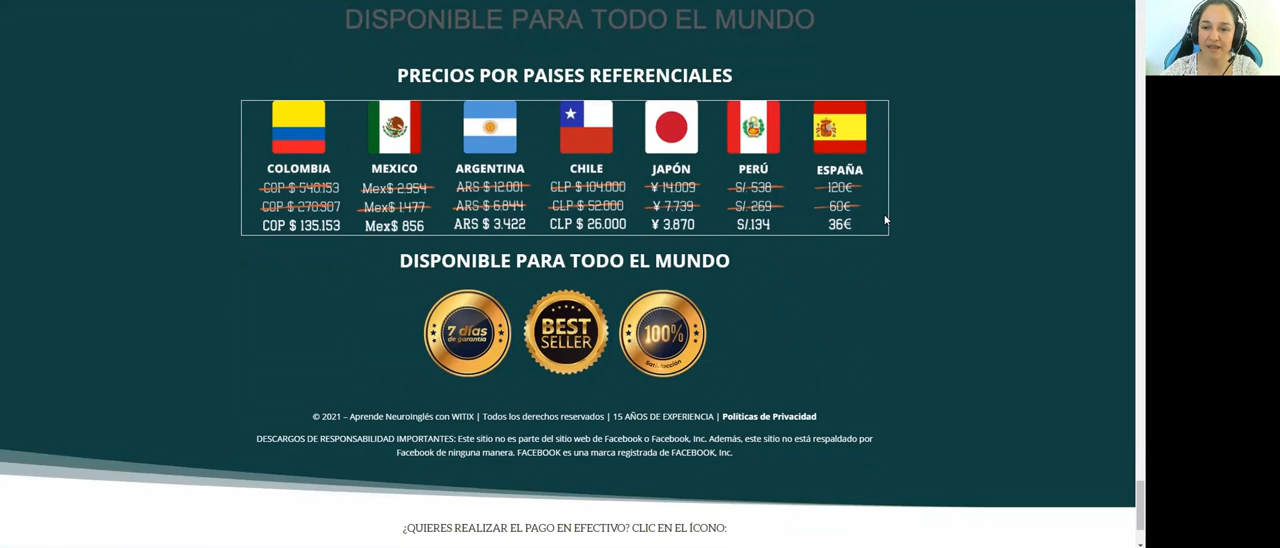 DISPONIBLE PARA TODO EL MUNDO
PRECIOS POR PAISES REFERENCIALES
COLOMBIA MEXICO ARGENTINA CHILE JAPÓN PERÚ ESPAÑA
COP $ 540.153 Mex$ 2.954 ARS $ 12.001 CLP $ 104.000 ¥ 14.009 S/. 538 120€
COP $ 270.307 Mex$ 1.477 ARS $ 6.844 CLP $ 52.000 ¥ 7.739 S/. 269 60€
COP $ 135.153 Mex$ 856 ARS $ 3.422 CLP $ 26.000 ¥ 3.870 S/.134 36€
DISPONIBLE PARA TODO EL MUNDO
7 días de garantía
BEST SELLER
100% Satisfacción
© 2021 – Aprende NeuroInglés con WITIX | Todos los derechos reservados | 15 AÑOS DE EXPERIENCIA | Políticas de Privacidad
DESCARGOS DE RESPONSABILIDAD IMPORTANTES: Este sitio no es parte del sitio web de Facebook o Facebook, Inc. Además, este sitio no está respaldado por
Facebook de ninguna manera. FACEBOOK es una marca registrada de FACEBOOK, Inc.
¿QUIERES REALIZAR EL PAGO EN EFECTIVO? CLIC EN EL ÍCONO: